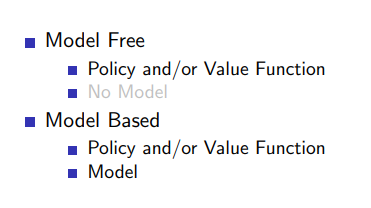 Model Free
Policy and/or Value Function
No Model
Model Based
Policy and/or Value Function
Model